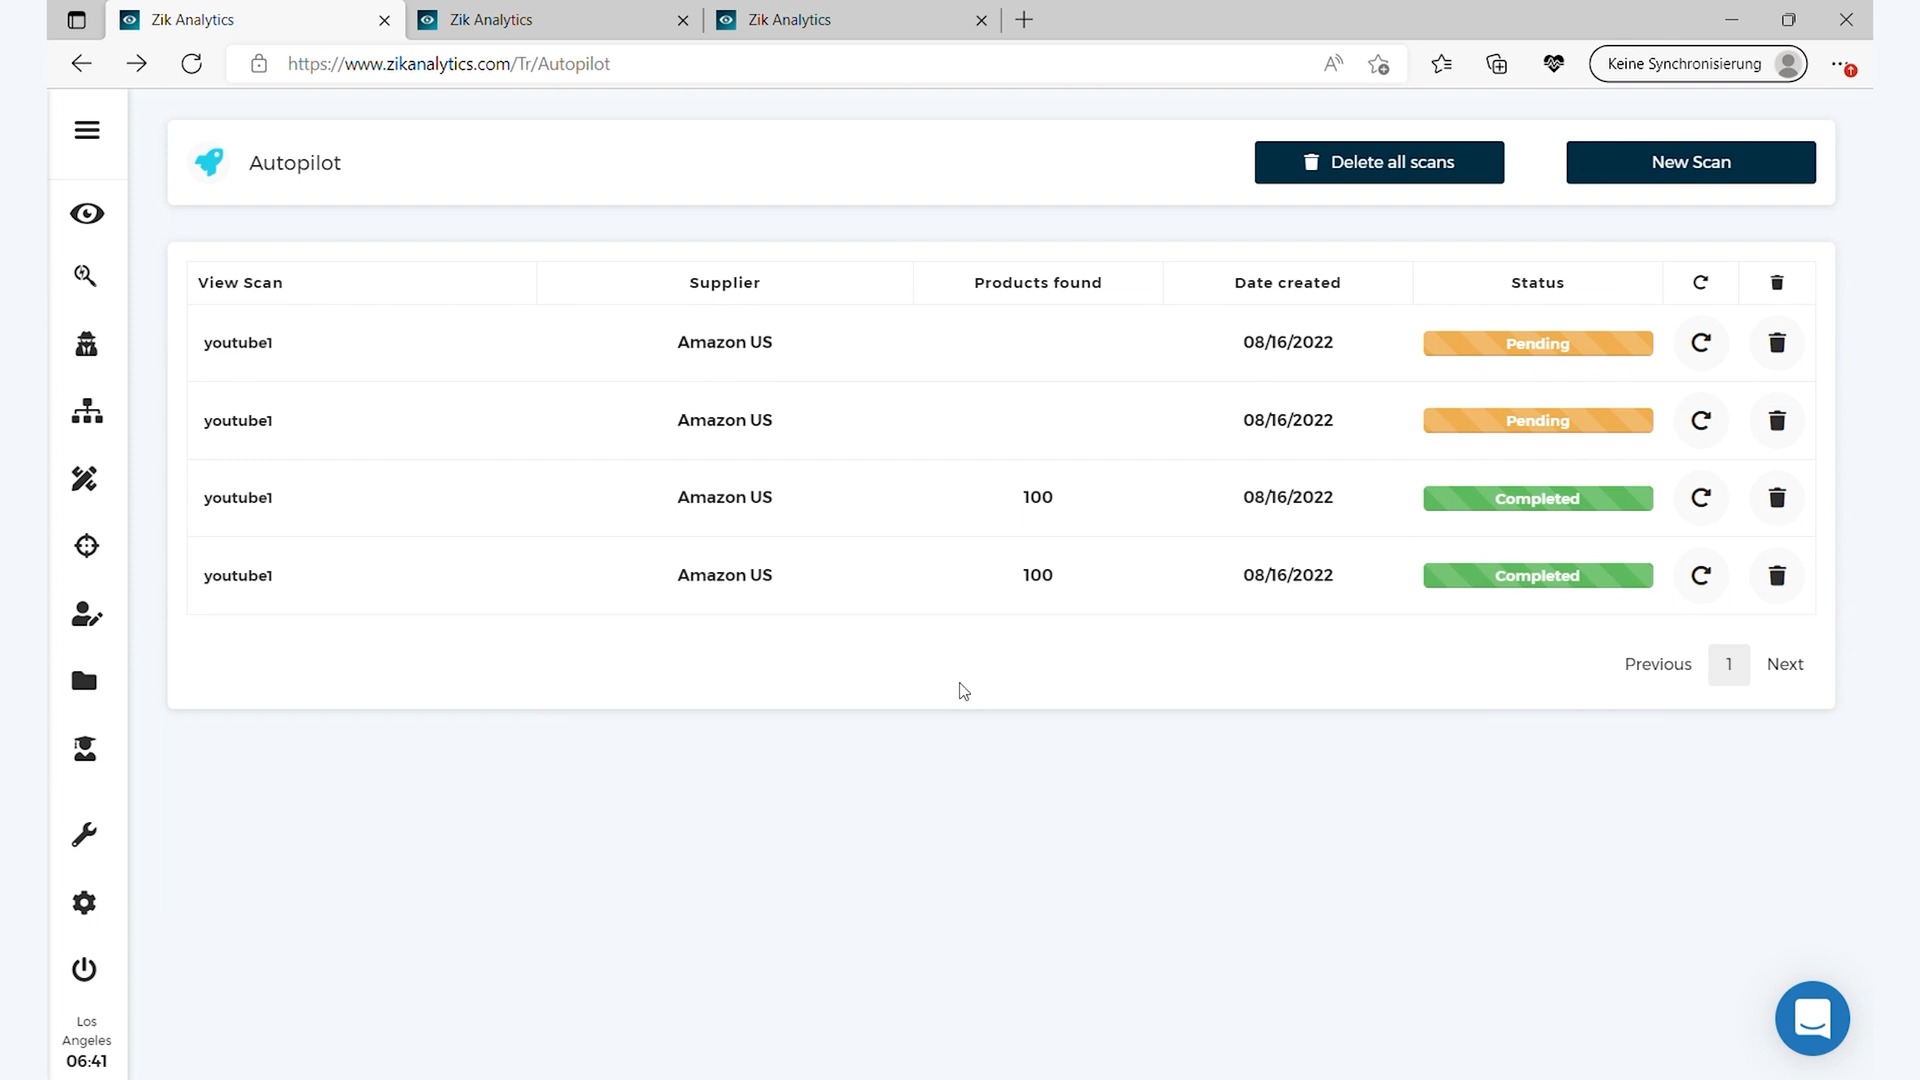 Zik Analytics Zik Analytics Zik Analytics
https://www.zikanalytics.com/Tr/Autopilot
Keine Synchronisierung
Autopilot
Delete all scans
New Scan
View Scan Supplier Products found Date created Status
youtube1 Amazon US 08/16/2022 Pending
youtube1 Amazon US 08/16/2022 Pending
youtube1 Amazon US 100 08/16/2022 Completed
youtube1 Amazon US 100 08/16/2022 Completed
Previous 1 Next
Los
Angeles
06:41